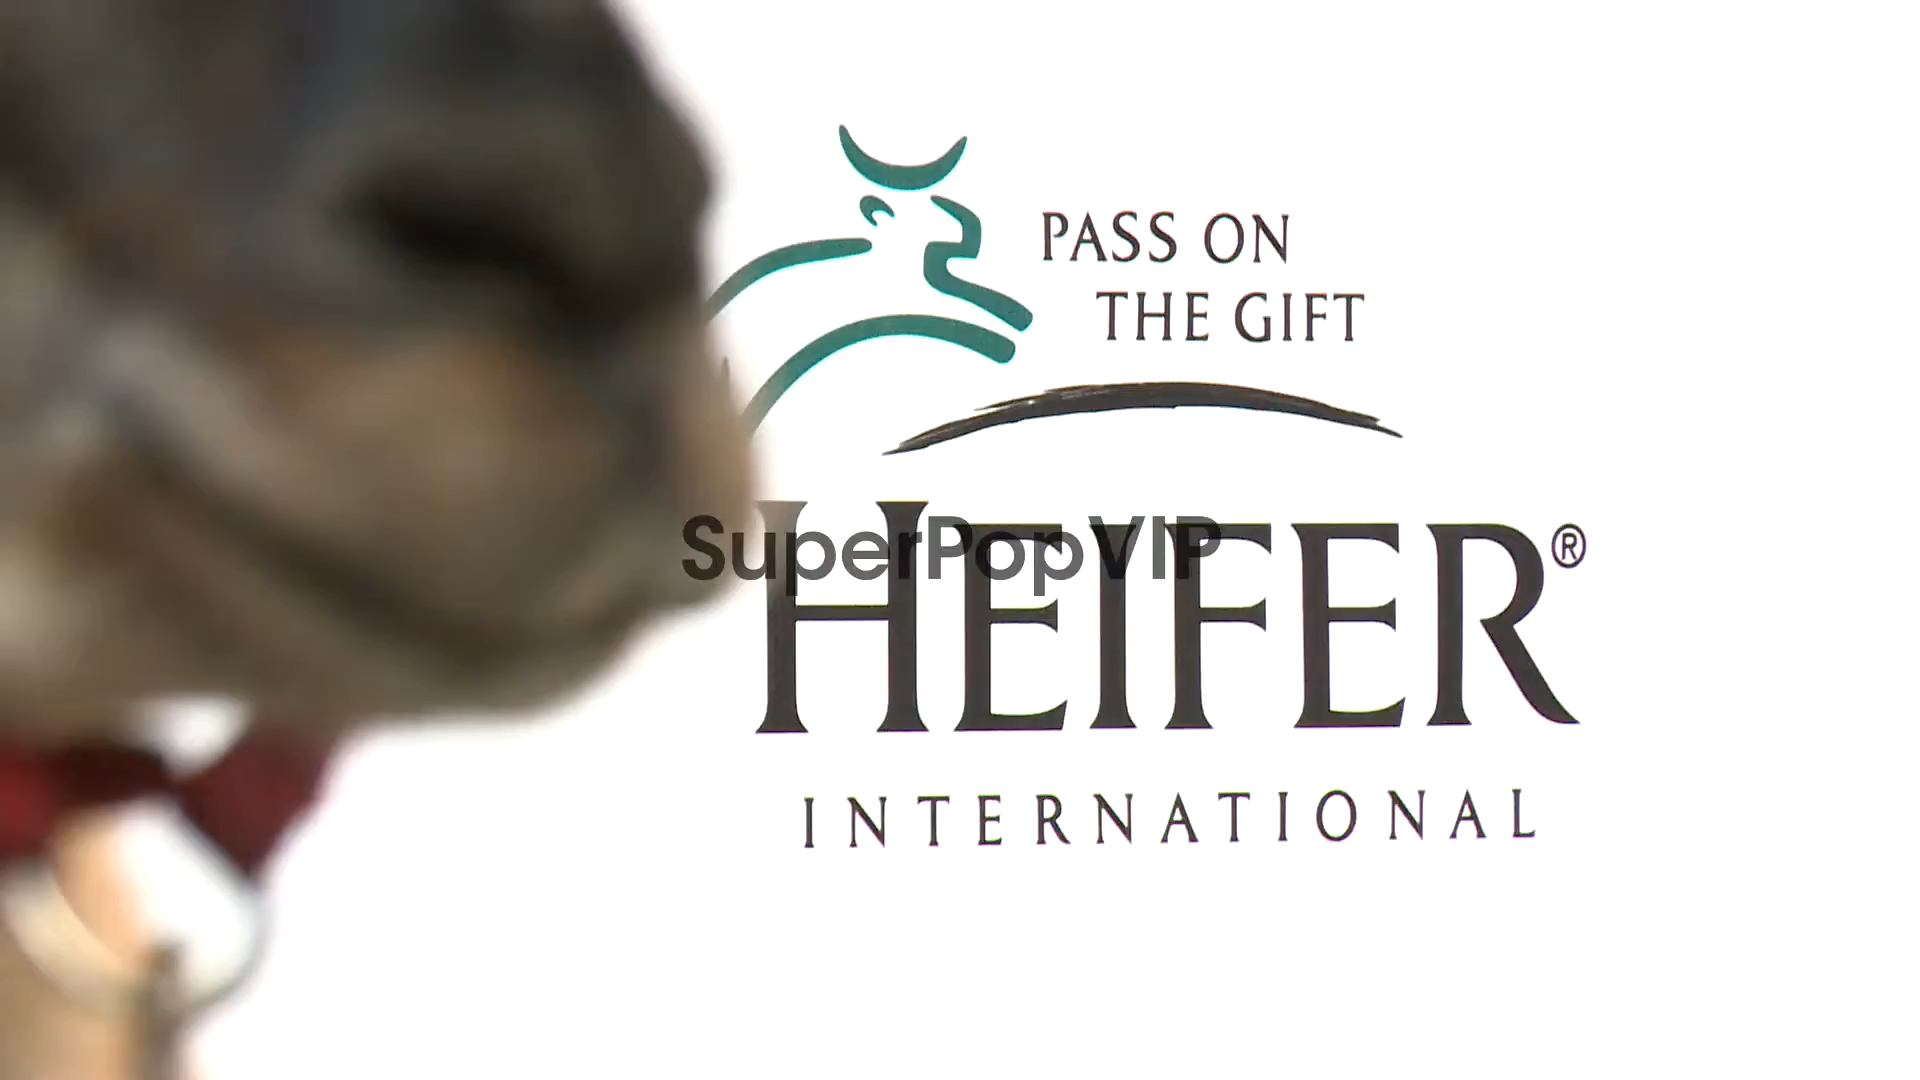 PASS ON
THE GIFT
HEIFER®
SuperPopVIP
INTERNATIONAL